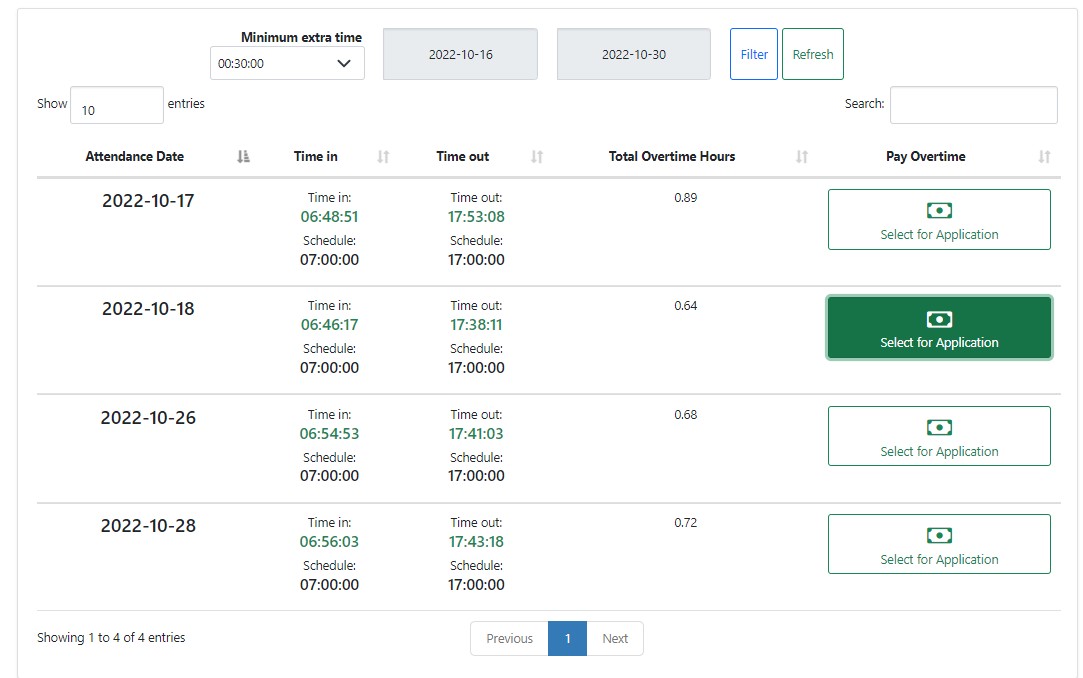 Minimum extra time
00:30:00
2022-10-16
2022-10-30
Filter
Refresh
Show 10 entries
Search:
Attendance Date Time in Time out Total Overtime Hours Pay Overtime
2022-10-17
Time in:
06:48:51
Schedule:
07:00:00
Time out:
17:53:08
Schedule:
17:00:00
0.89
Select for Application
2022-10-18
Time in:
06:46:17
Schedule:
07:00:00
Time out:
17:38:11
Schedule:
17:00:00
0.64
Select for Application
2022-10-26
Time in:
06:54:53
Schedule:
07:00:00
Time out:
17:41:03
Schedule:
17:00:00
0.68
Select for Application
2022-10-28
Time in:
06:56:03
Schedule:
07:00:00
Time out:
17:43:18
Schedule:
17:00:00
0.72
Select for Application
Showing 1 to 4 of 4 entries
Previous 1 Next